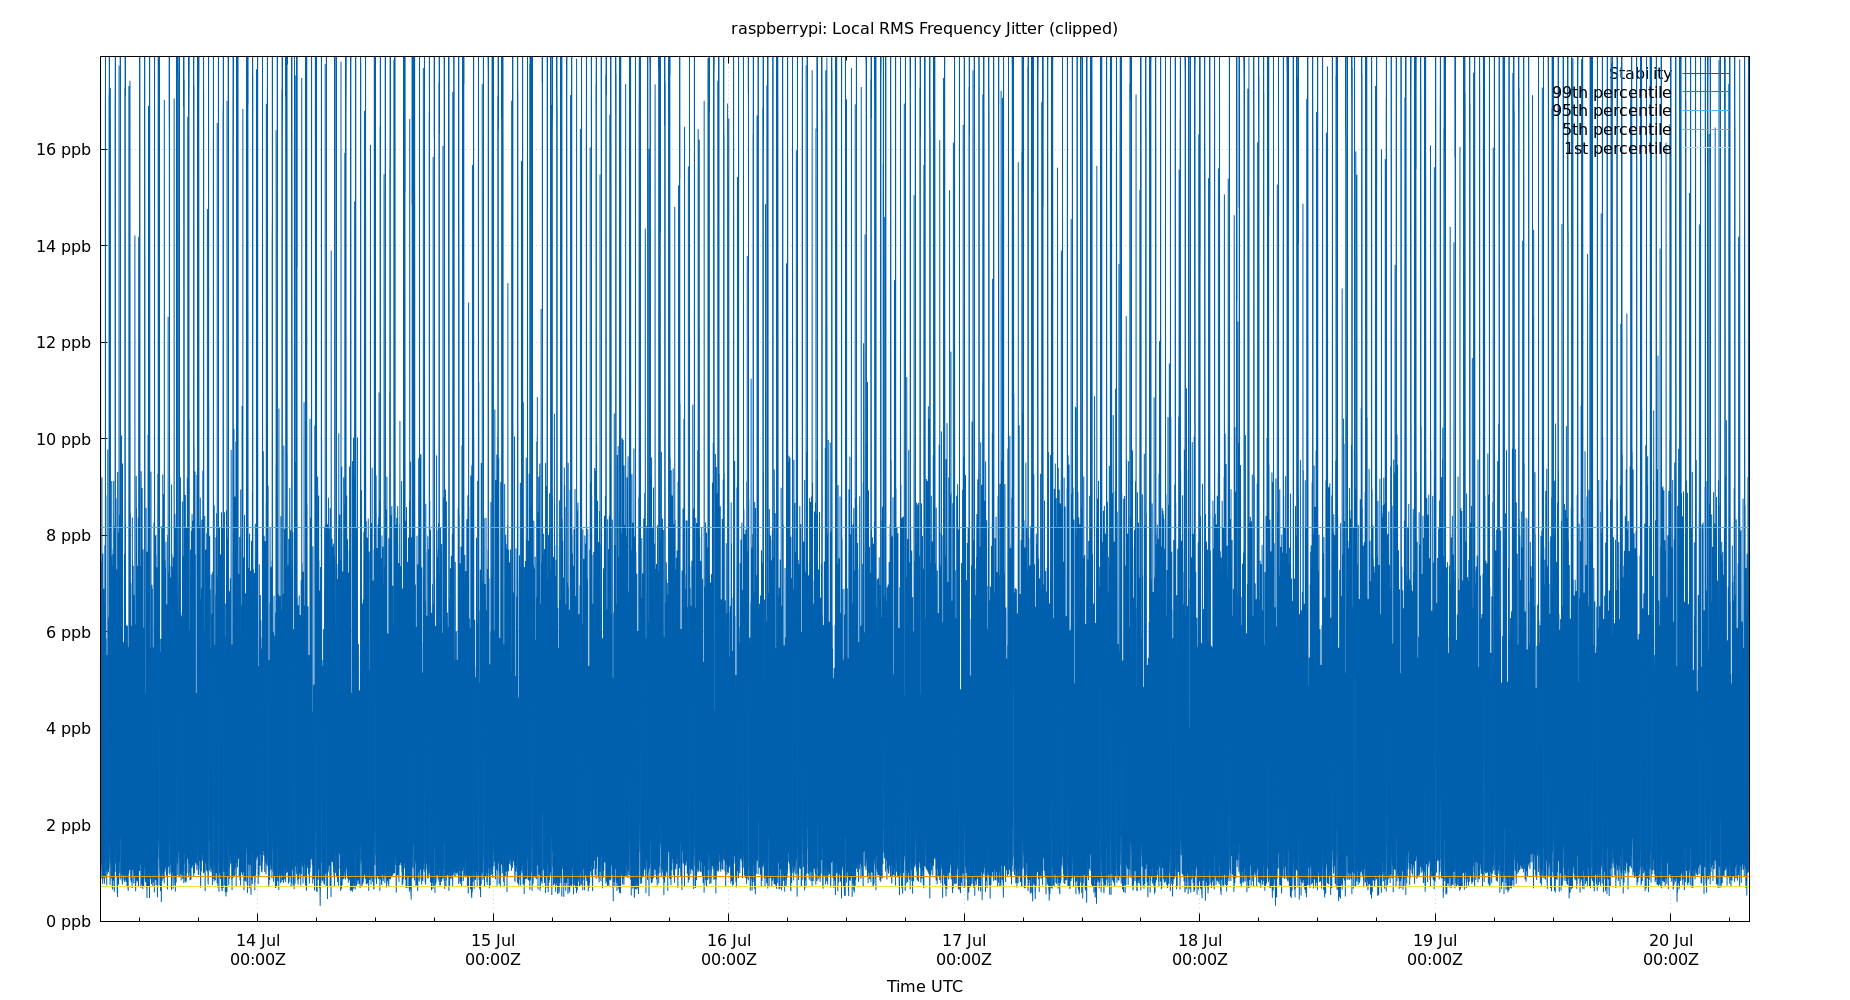 raspberrypi: Local RMS Frequency Jitter (clipped)
Stability
99th percentile
95th percentile
5th percentile
1st percentile
16 ppb
14 ppb
12 ppb
10 ppb
8 ppb
6 ppb
4 ppb
2 ppb
0 ppb
14 Jul 15 Jul 16 Jul 17 Jul 18 Jul 19 Jul 20 Jul
00:00Z 00:00Z 00:00Z 00:00Z 00:00Z 00:00Z 00:00Z
Time UTC